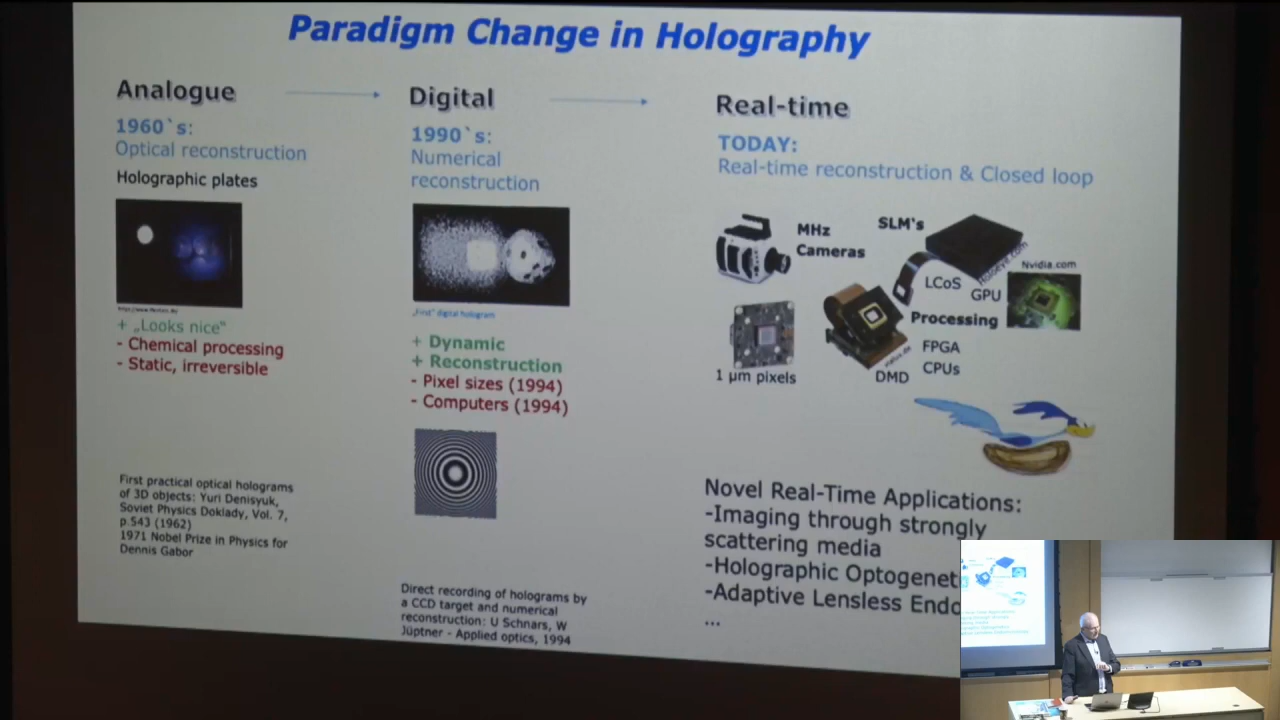 Paradigm Change in Holography
Analogue
1960`s:
Optical reconstruction
Holographic plates
+ „Looks nice"
- Chemical processing
- Static, irreversible
First practical optical holograms
of 3D objects: Yuri Denisyuk,
Soviet Physics Doklady, Vol. 7,
p.543 (1962)
1971 Nobel Prize in Physics for
Dennis Gabor
Digital
1990`s:
Numerical
reconstruction
„First" digital hologram
+ Dynamic
+ Reconstruction
- Pixel sizes (1994)
- Computers (1994)
Direct recording of holograms by
a CCD target and numerical
reconstruction: U Schnars, W
Jüptner - Applied optics, 1994
Real-time
TODAY:
Real-time reconstruction & Closed loop
MHz
Cameras
SLM's
Holoeye.com
Nvidia.com
LCoS
GPU
Processing
FPGA
CPUs
DMD
1 µm pixels
Novel Real-Time Applications:
-Imaging through strongly
scattering media
-Holographic Optogenet
-Adaptive Lensless Endo
...